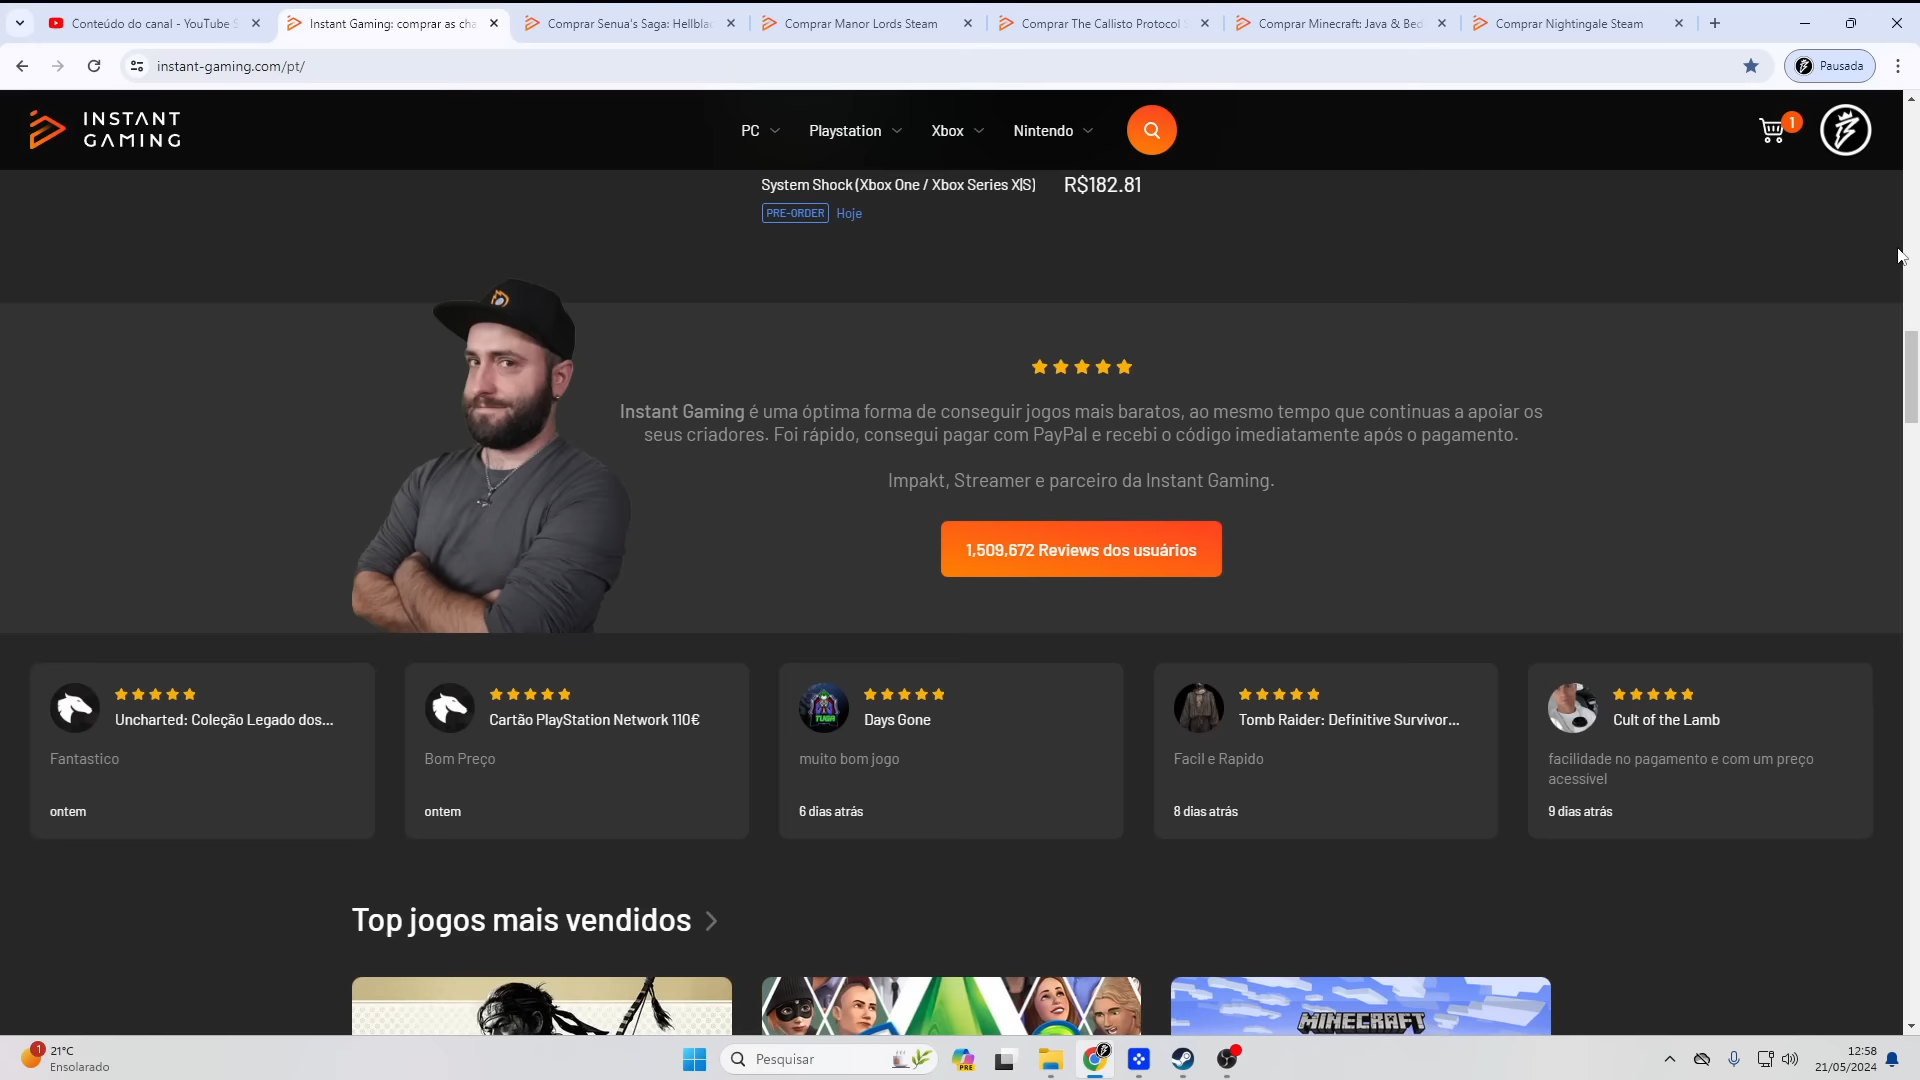 Conteúdo do canal - YouTube S
Instant Gaming: comprar as cha
Comprar Senua's Saga: Hellbla
Comprar Manor Lords Steam
Comprar The Callisto Protocol S
Comprar Minecraft: Java & Bed
Comprar Nightingale Steam
instant-gaming.com/pt/
Pausada
INSTANT
GAMING
PC
Playstation
Xbox
Nintendo
1
System Shock (Xbox One / Xbox Series X|S)
R$182.81
PRE-ORDER
Hoje
Instant Gaming é uma óptima forma de conseguir jogos mais baratos, ao mesmo tempo que continuas a apoiar os
seus criadores. Foi rápido, consegui pagar com PayPal e recebi o código imediatamente após o pagamento.
Impakt, Streamer e parceiro da Instant Gaming.
1,509,672 Reviews dos usuários
Uncharted: Coleção Legado dos...
Fantastico
ontem
Cartão PlayStation Network 110€
Bom Preço
ontem
TUGA
Days Gone
muito bom jogo
6 dias atrás
Tomb Raider: Definitive Survivor...
Facil e Rapido
8 dias atrás
Cult of the Lamb
facilidade no pagamento e com um preço
acessível
9 dias atrás
Top jogos mais vendidos
MINECRAFT
1
21°C
Ensolarado
Pesquisar
PRE
12:58
21/05/2024